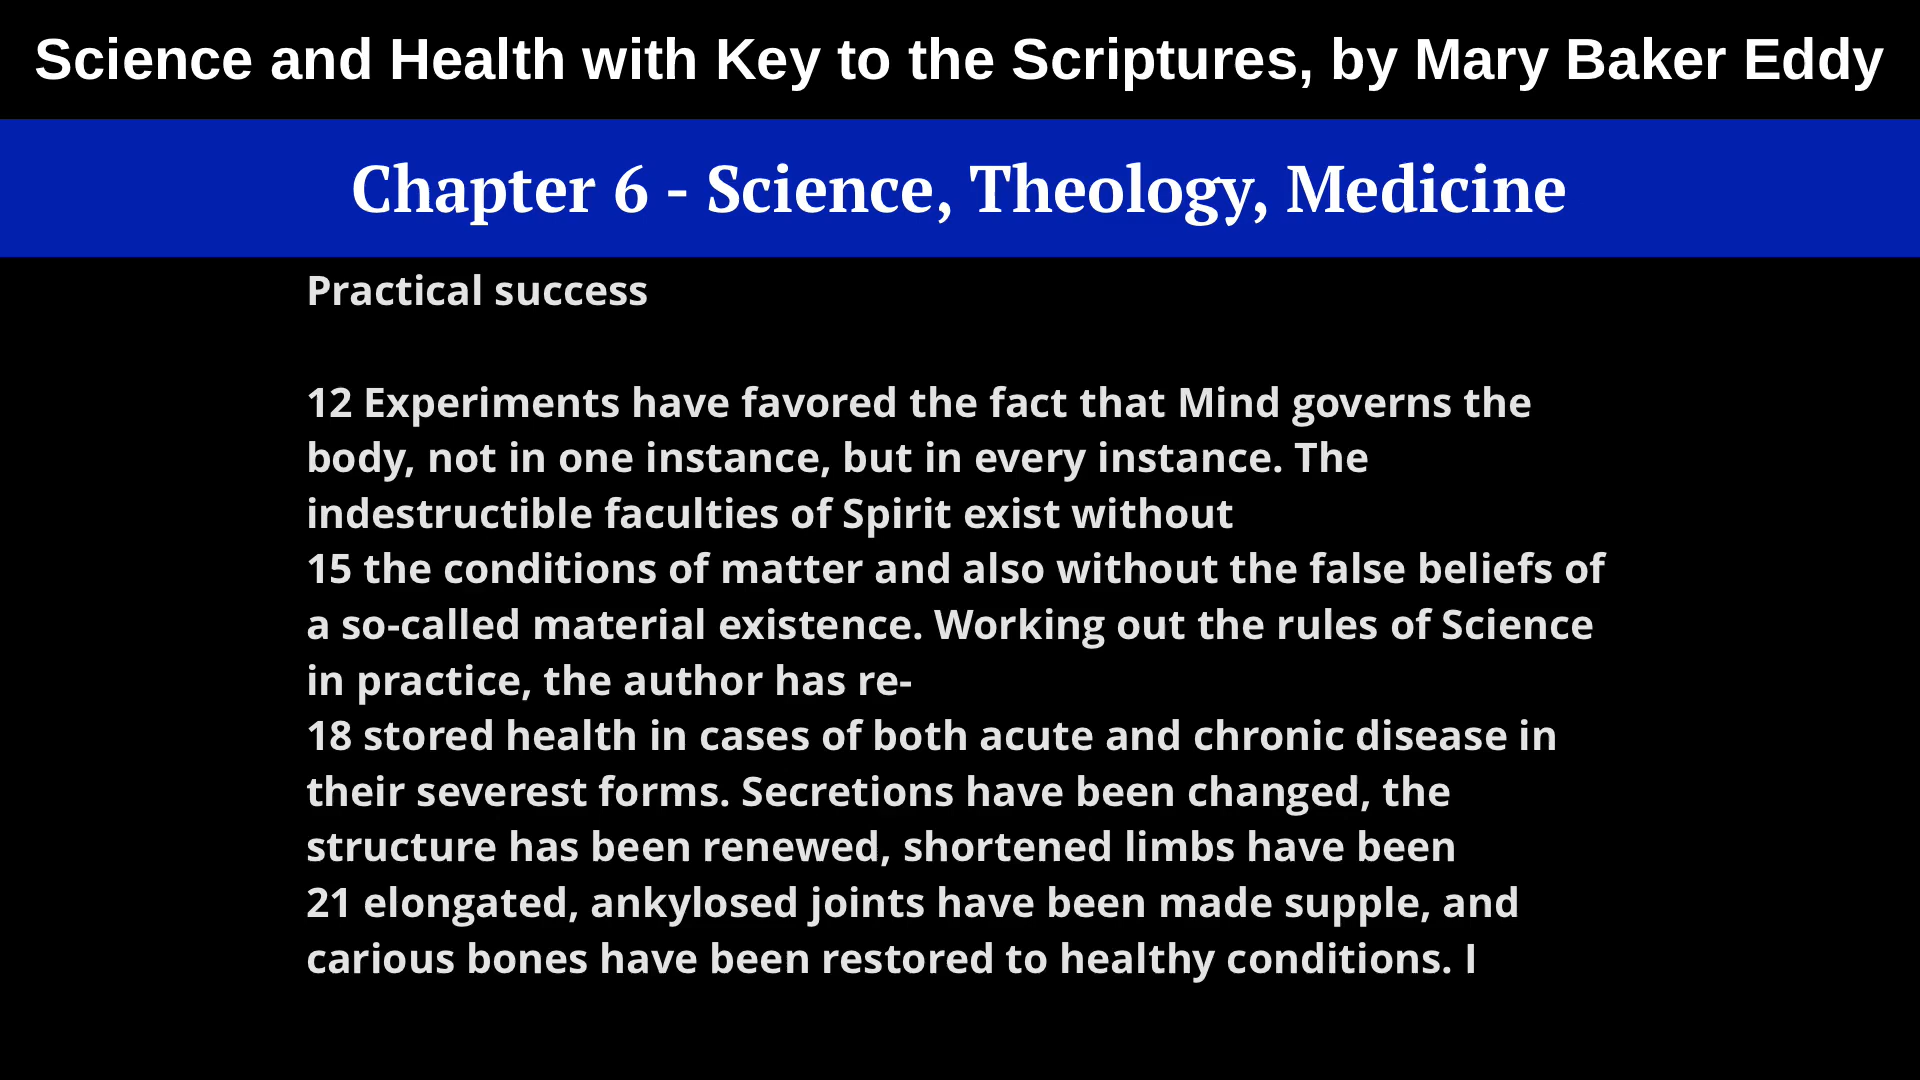 Science and Health with Key to the Scriptures, by Mary Baker Eddy
Chapter 6 - Science, Theology, Medicine
Practical success
12 Experiments have favored the fact that Mind governs the
body, not in one instance, but in every instance. The
indestructible faculties of Spirit exist without
15 the conditions of matter and also without the false beliefs of
a so-called material existence. Working out the rules of Science
in practice, the author has re-
18 stored health in cases of both acute and chronic disease in
their severest forms. Secretions have been changed, the
structure has been renewed, shortened limbs have been
21 elongated, ankylosed joints have been made supple, and
carious bones have been restored to healthy conditions. I